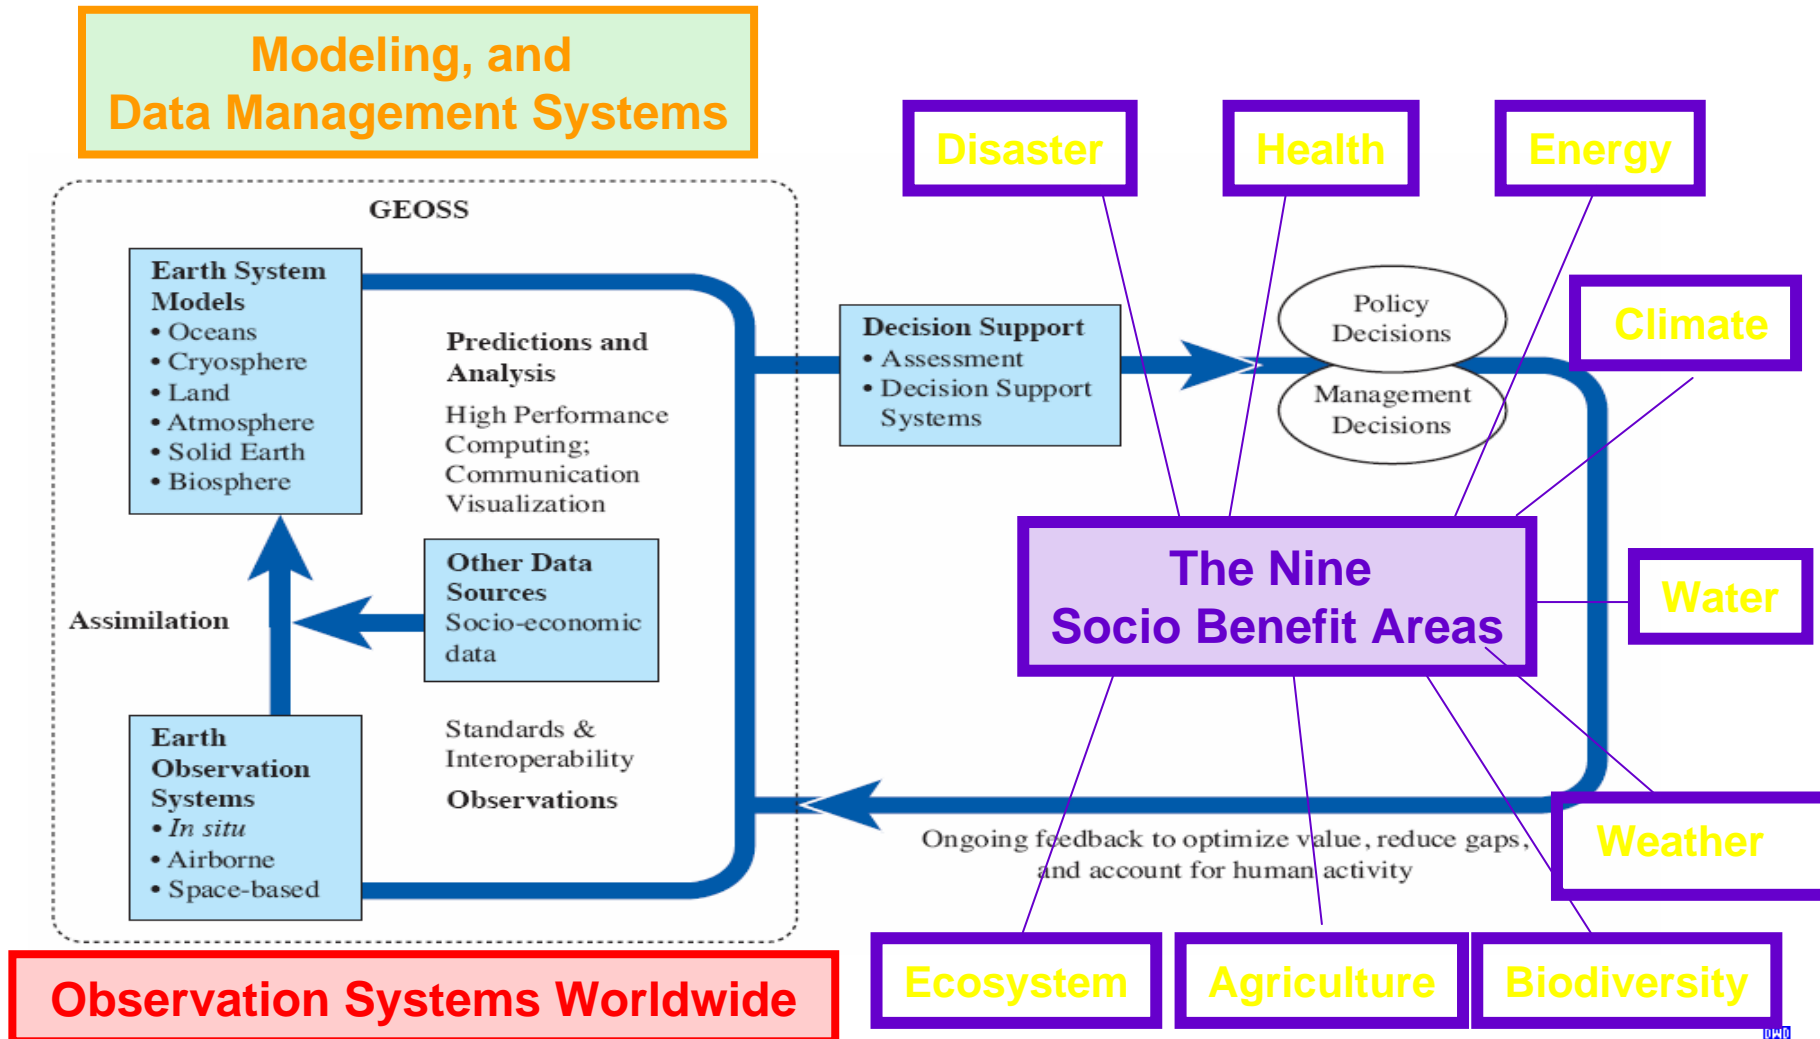 Modeling, and
Data Management Systems
Disaster
Health
Energy
GEOSS
Earth System
Models
• Oceans
• Cryosphere
• Land
• Atmosphere
• Solid Earth
• Biosphere
Predictions and
Analysis
High Performance
Computing;
Communication
Visualization
Decision Support
• Assessment
• Decision Support
Systems
Policy
Decisions
Management
Decisions
Climate
Other Data
Sources
Socio-economic
data
Assimilation
The Nine
Socio Benefit Areas
Water
Earth
Observation
Systems
• In situ
• Airborne
• Space-based
Standards &
Interoperability
Observations
Ongoing feedback to optimize value, reduce gaps,
and account for human activity
Weather
Observation Systems Worldwide
Ecosystem
Agriculture
Biodiversity
DWD